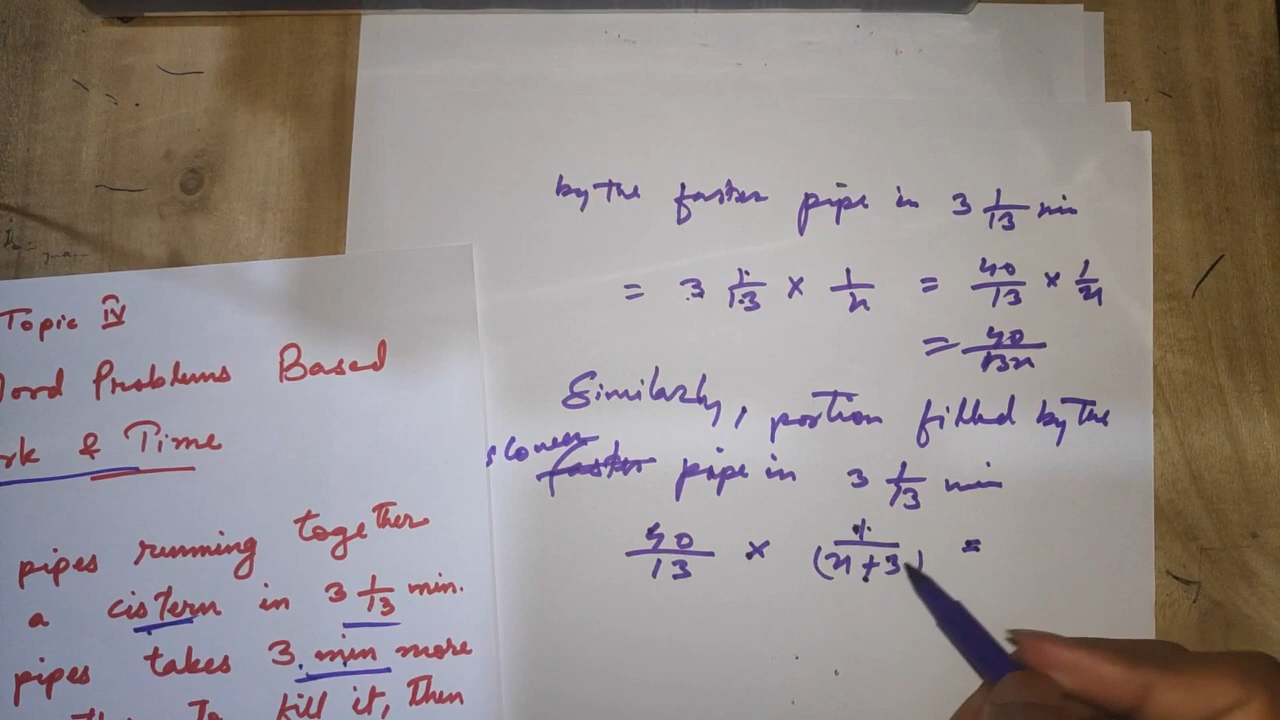 Topic IV
Word Problems Based
rk & Time
pipes running together
a cistern in 3 1/13 min.
pipes takes 3 min more
To fill it, Then
by the faster pipe in 3 1/13 min
= 3 1/13 × 1/x = 40/13 × 1/x
= 40/13x
Similarly, portion filled by the
slower faster pipe in 3 1/13 min
40/13 × 1/(x+3) =